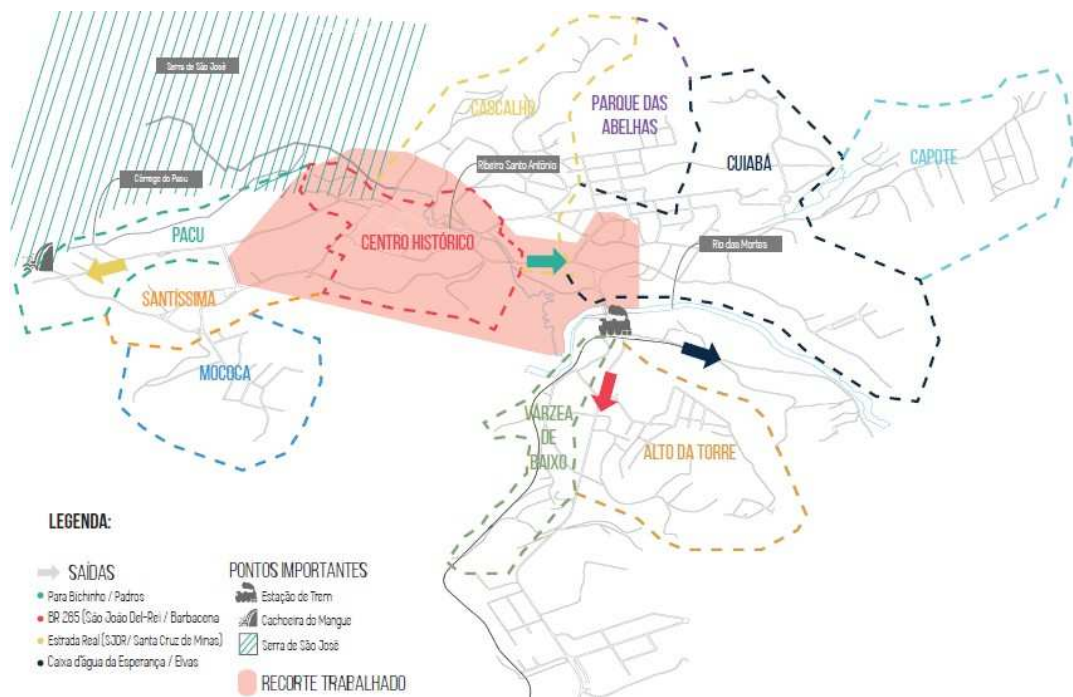 Serra de São José
CASCALHO
PARQUE DAS
ABELHAS
CUIABÁ
CAPOTE
Ribeiro Santo Antônio
Córrego do Pacu
PACU
CENTRO HISTÓRICO
Rio das Mortes
SANTÍSSIMA
MOCOCA
VÁRZEA
DE
BAIXO
ALTO DA TORRE
LEGENDA:
SAÍDAS
Para Bichinho / Padros
BR 265 (São João Del-Rei / Barbacena
Estrada Real (SJDR/ Santa Cruz de Minas)
Caixa d'água da Esperança / Elvas
PONTOS IMPORTANTES
Estação de Trem
Cachoeira do Mangue
Serra de São José
RECORTE TRABALHADO